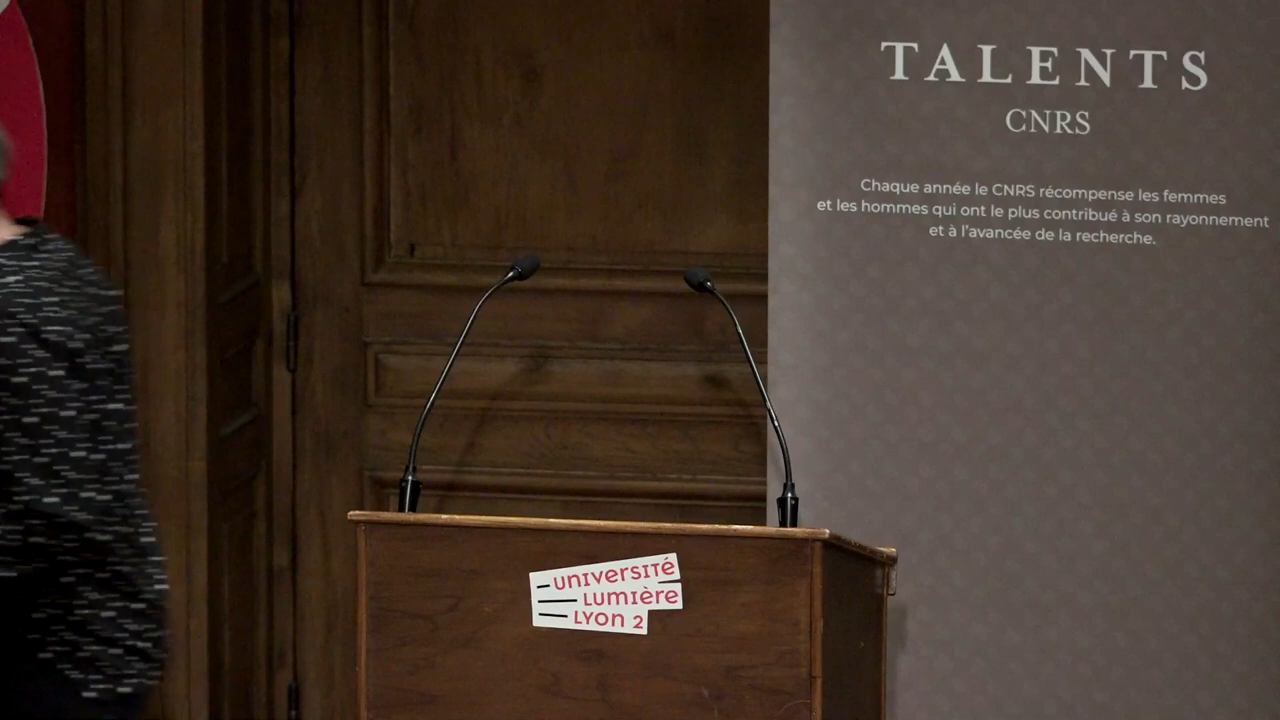 TALENTS
CNRS
Chaque année le CNRS récompense les femmes
et les hommes qui ont le plus contribué à son rayonnement
et à l'avancée de la recherche.
UNIVERSITÉ
LUMIÈRE
LYON 2